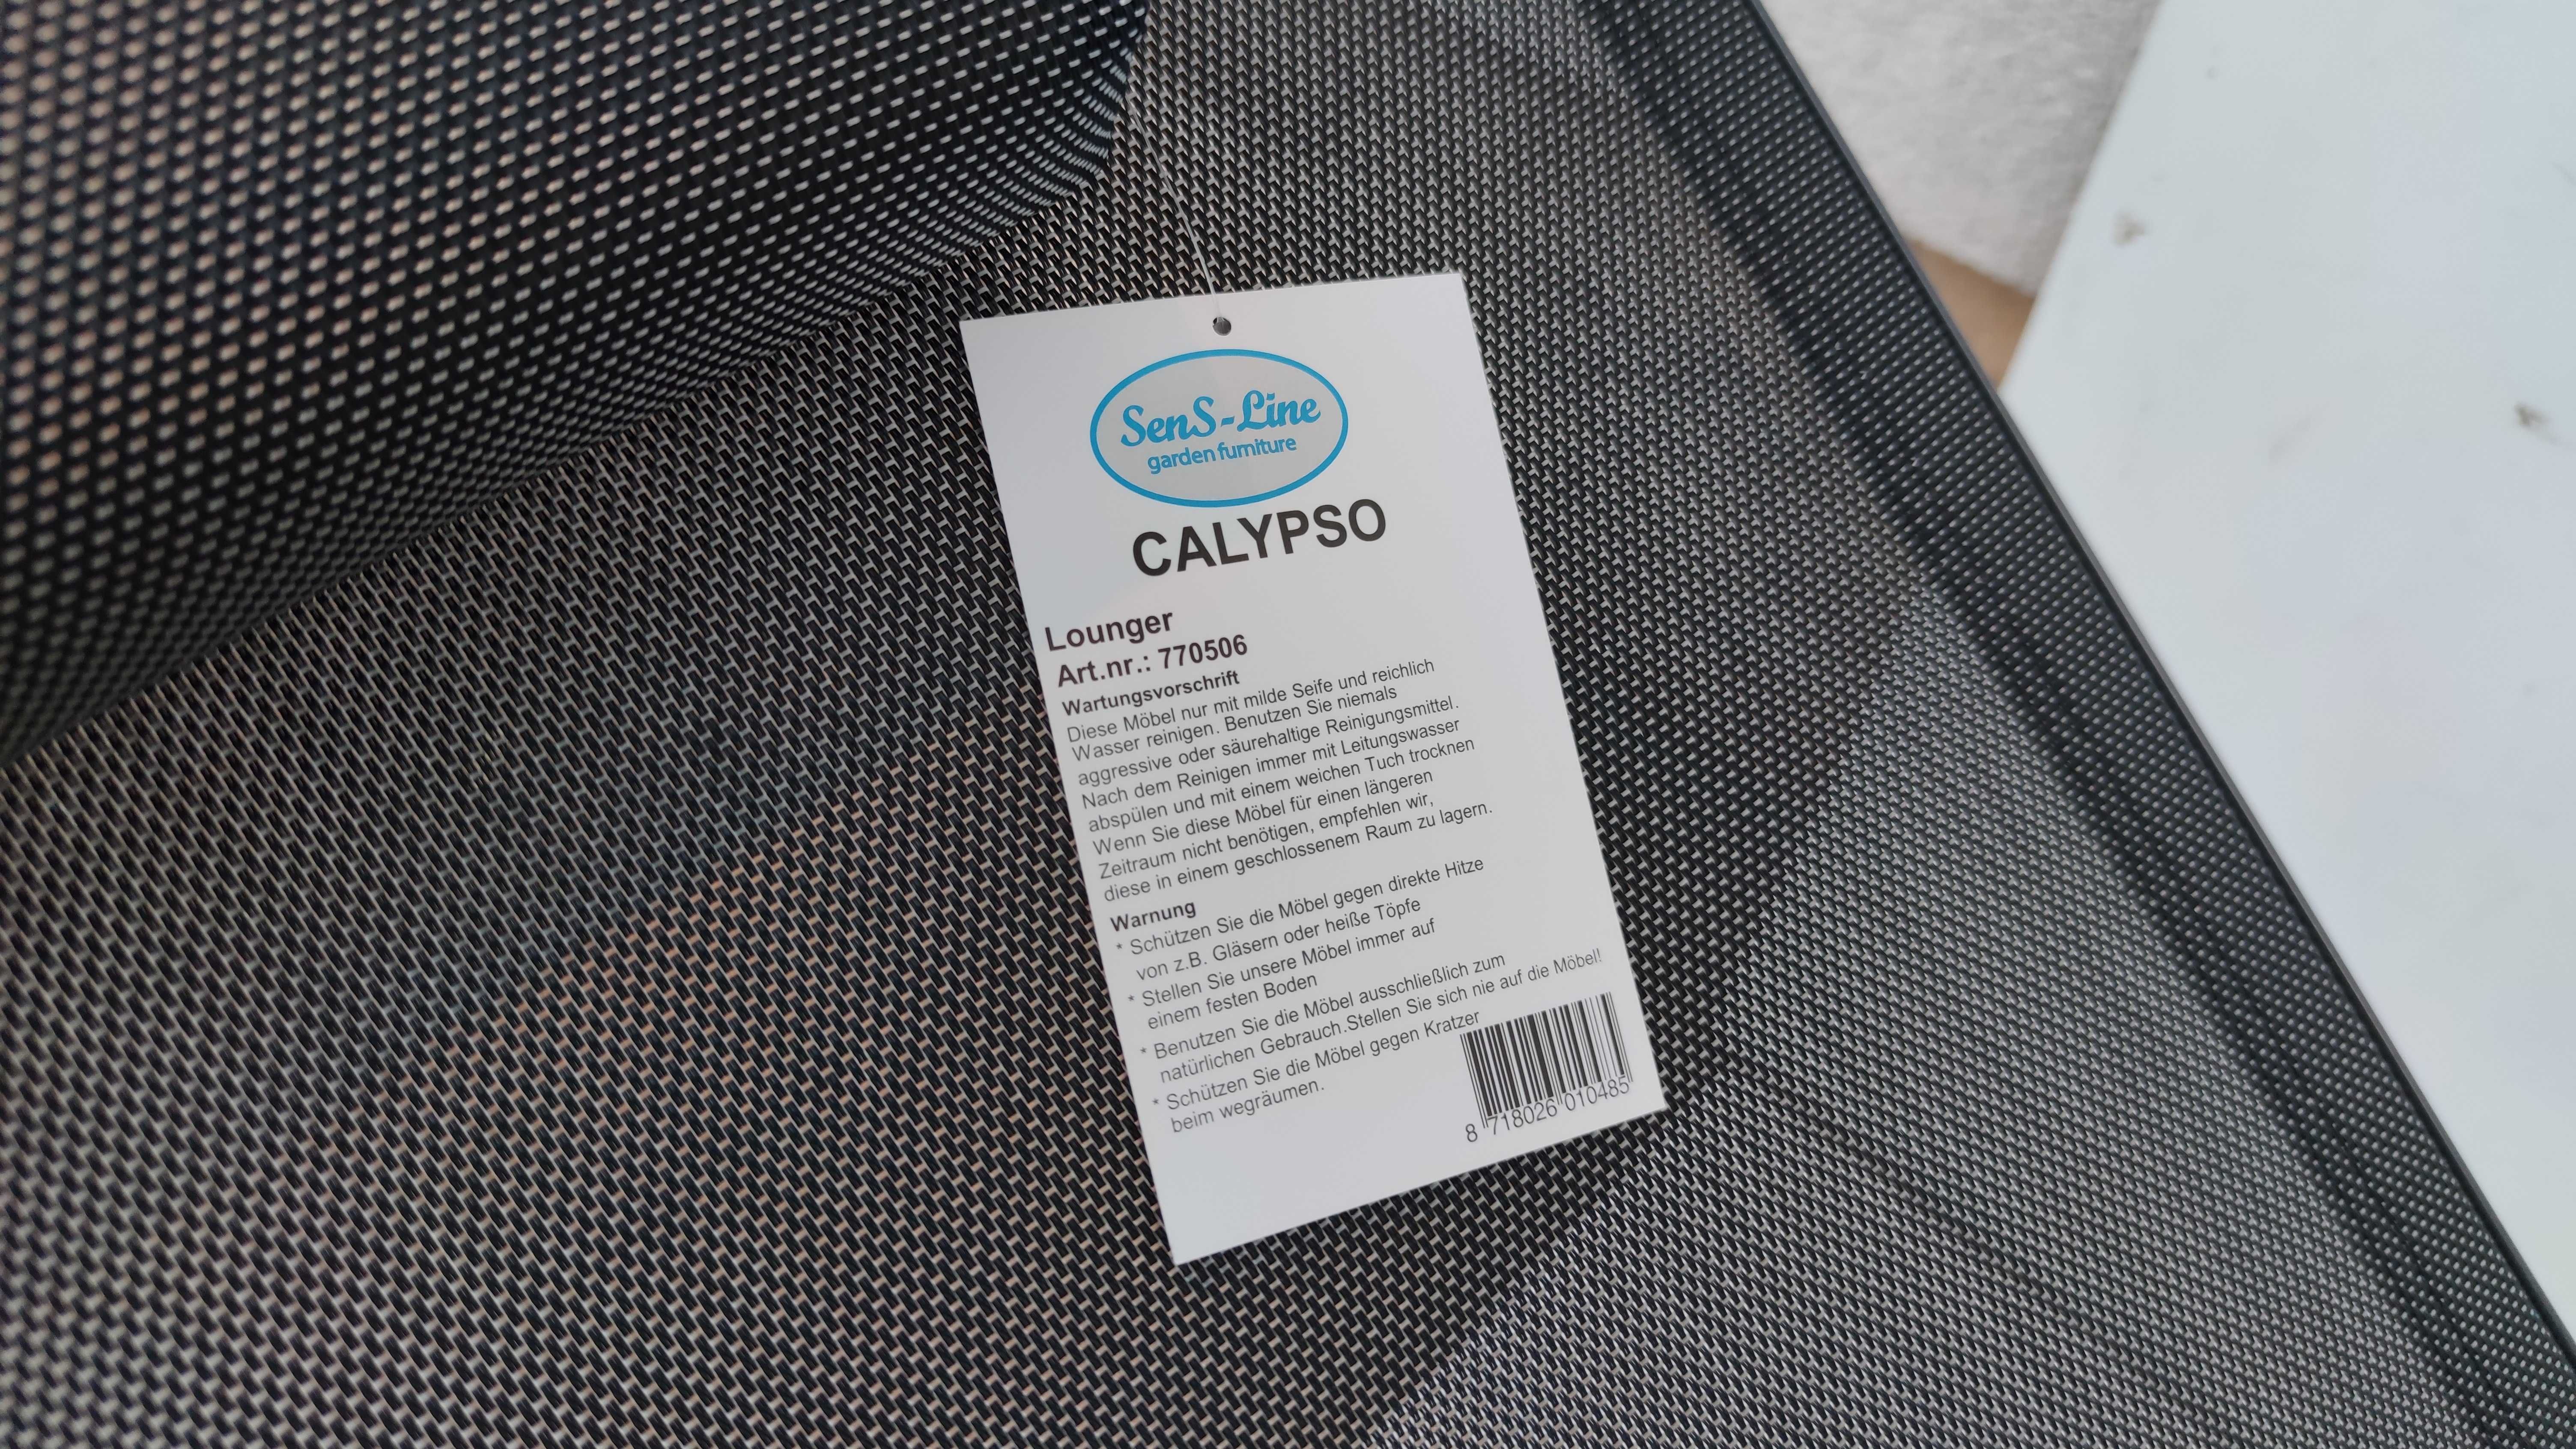 SenS-Line
garden furniture
CALYPSO
Lounger
Art.nr.: 770506
Wartungsvorschrift
Diese Möbel nur mit milde Seife und reichlich
Wasser reinigen. Benutzen Sie niemals
aggressive oder säurehaltige Reinigungsmittel.
Nach dem Reinigen immer mit Leitungswasser
abspülen und mit einem weichen Tuch trocknen
Wenn Sie diese Möbel für einen längeren
Zeitraum nicht benötigen, empfehlen wir,
diese in einem geschlossenem Raum zu lagern.
Warnung
* Schützen Sie die Möbel gegen direkte Hitze
von z.B. Gläsern oder heiße Töpfe
* Stellen Sie unsere Möbel immer auf
einem festen Boden
* Benutzen Sie die Möbel ausschließlich zum
natürlichen Gebrauch.Stellen Sie sich nie auf die Möbel!
* Schützen Sie die Möbel gegen Kratzer
beim wegräumen.
8 718026 010485